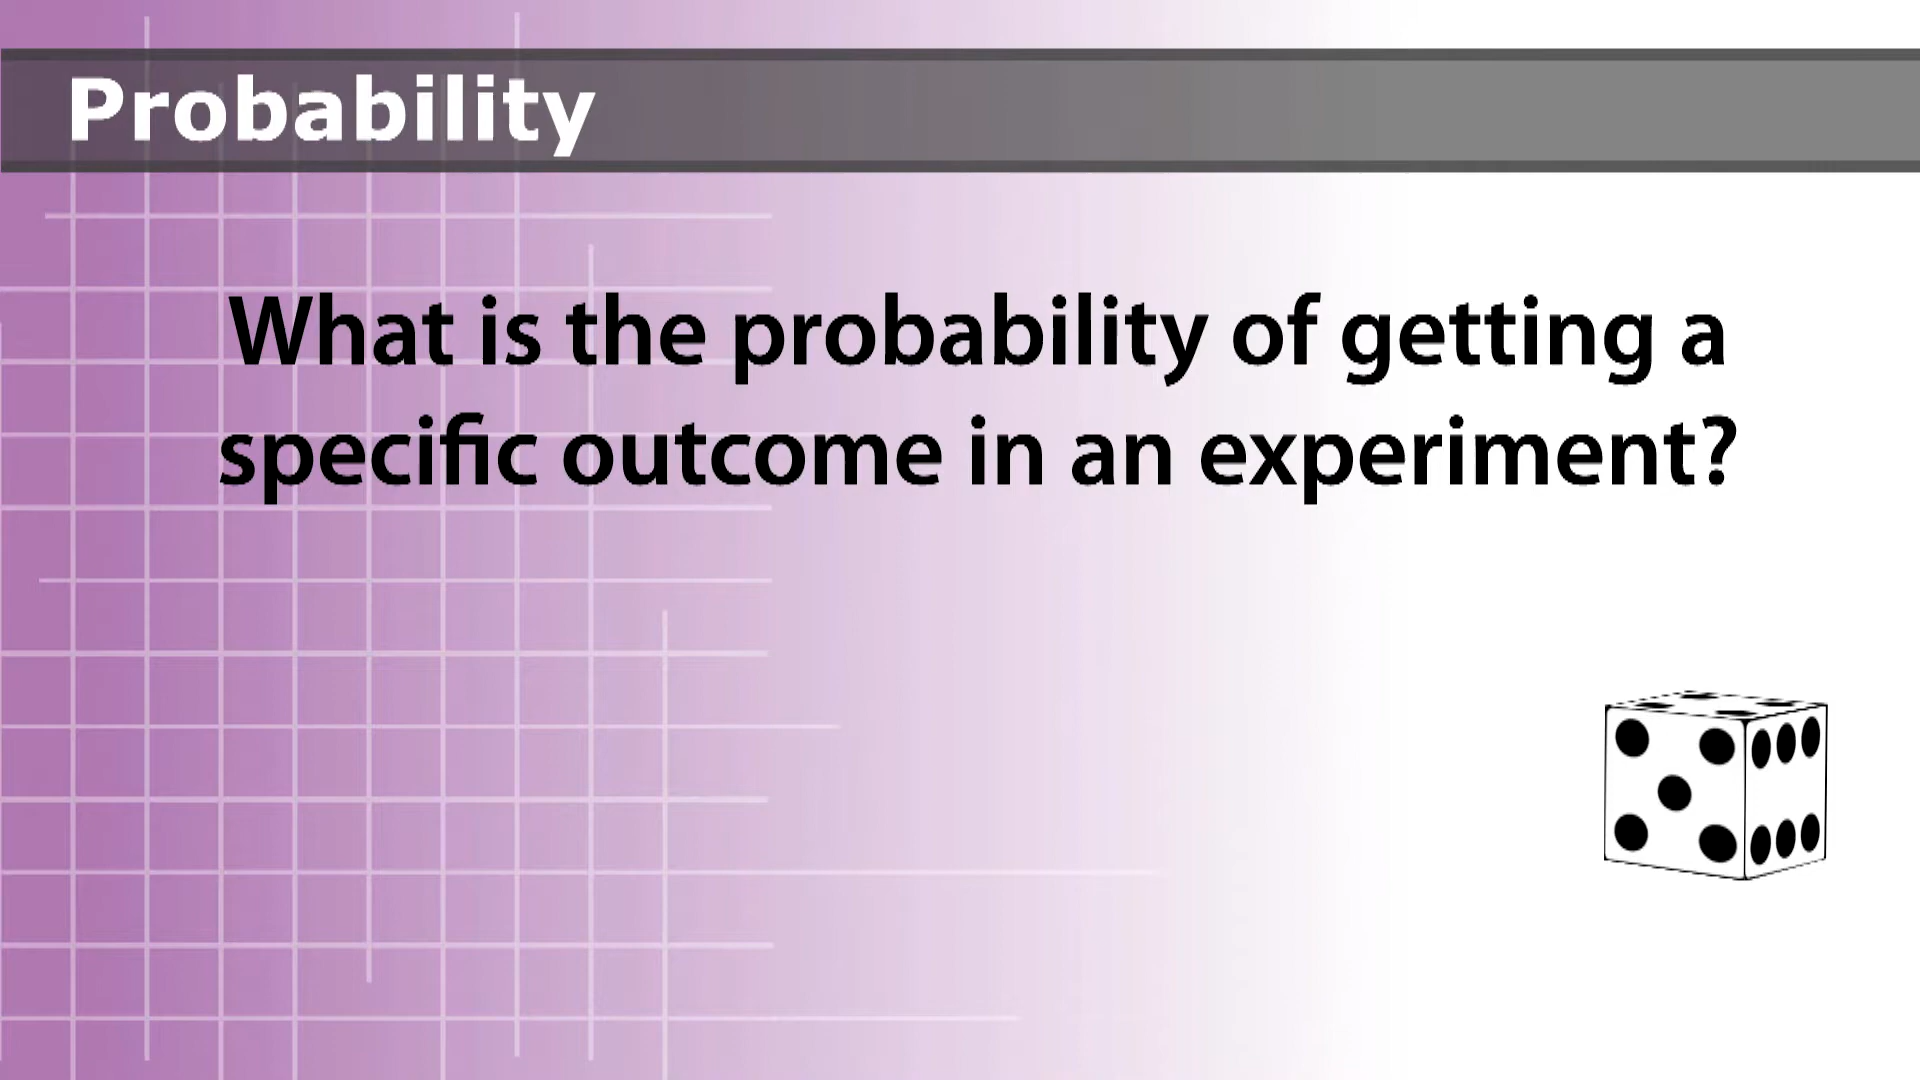 Probability
What is the probability of getting a
specific outcome in an experiment?